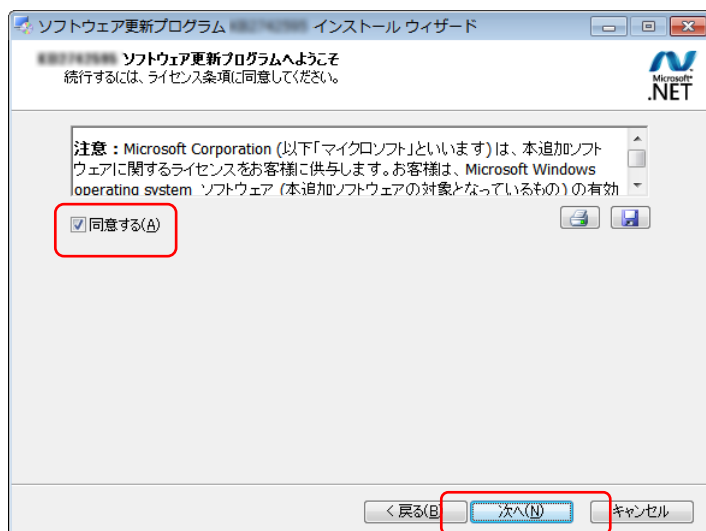 ソフトウェア更新プログラム インストール ウィザード
ソフトウェア更新プログラムへようこそ
続行するには、ライセンス条項に同意してください。
Microsoft
.NET
注意：Microsoft Corporation (以下「マイクロソフト」といいます) は、本追加ソフト
ウェアに関するライセンスをお客様に供与します。お客様は、Microsoft Windows
operating system ソフトウェア (本追加ソフトウェアの対象となっているもの) の有効
同意する(A)
< 戻る(B
次へ(N)
キャンセル